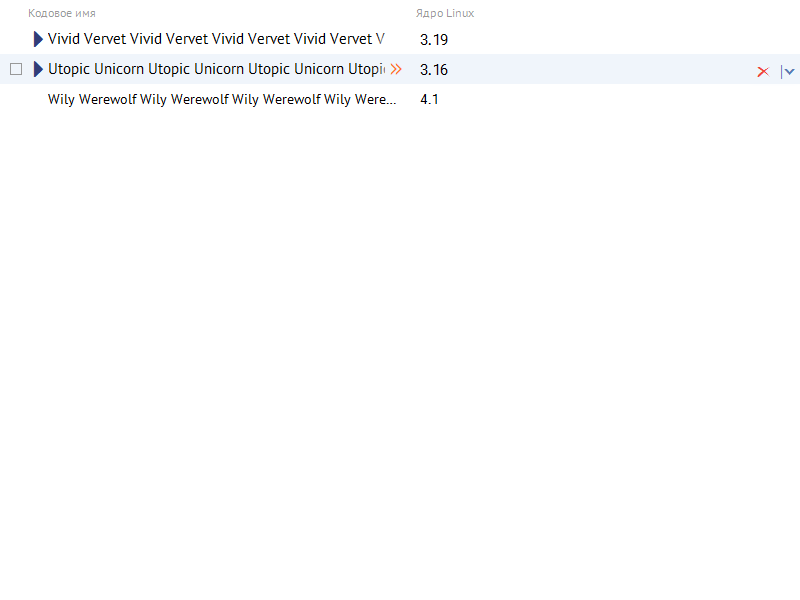 Кодовое имя Ядро Linux
Vivid Vervet Vivid Vervet Vivid Vervet Vivid Vervet V 3.19
Utopic Unicorn Utopic Unicorn Utopic Unicorn Utopi 3.16
Wily Werewolf Wily Werewolf Wily Werewolf Wily Were... 4.1